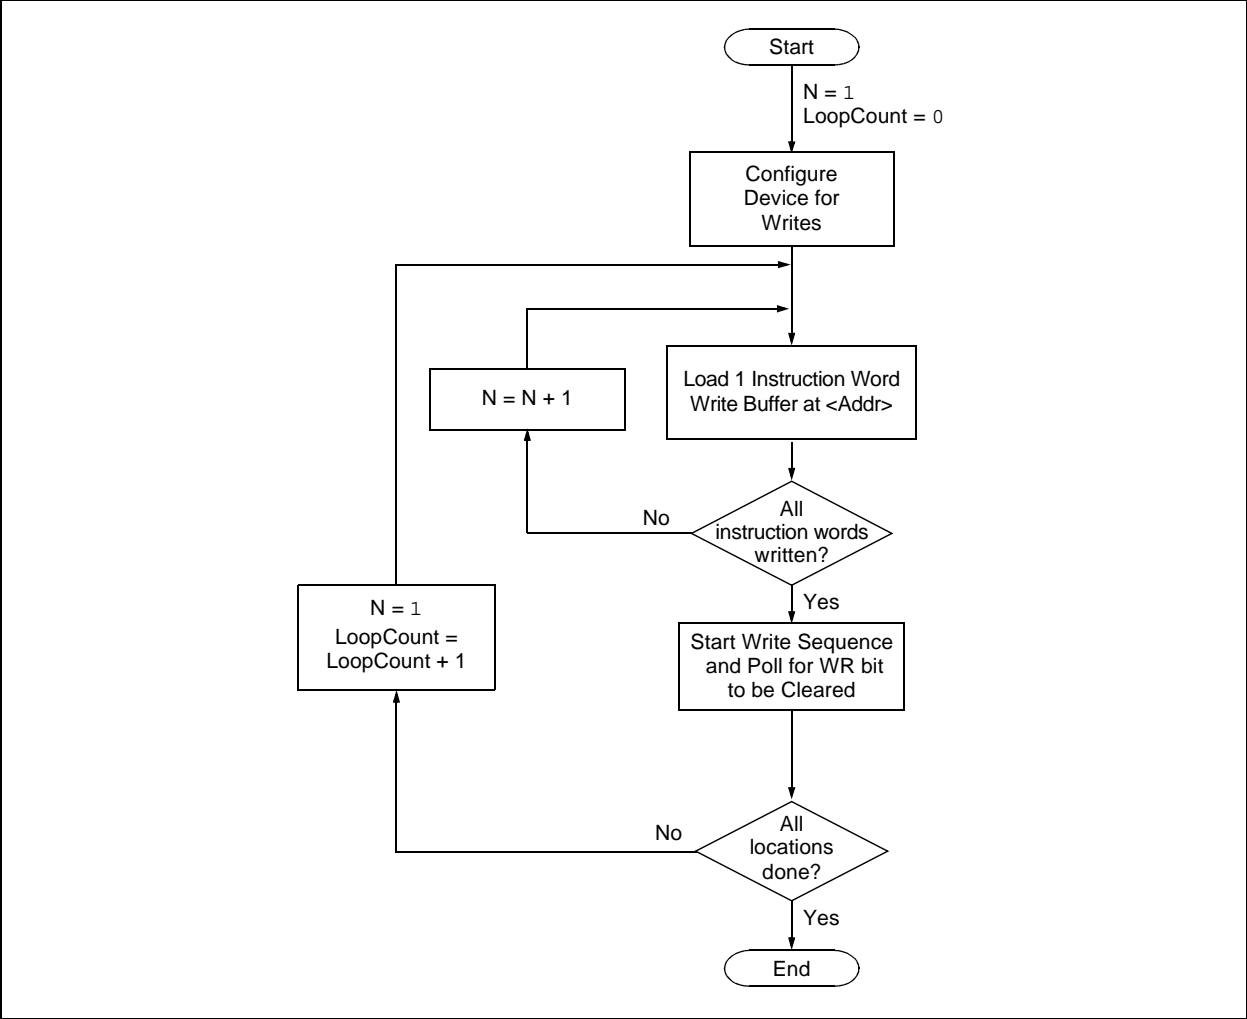 Start
N = 1
LoopCount = 0
Configure
Device for
Writes
Load 1 Instruction Word
Write Buffer at <Addr>
N = N + 1
All
instruction words
written?
No
Yes
N = 1
LoopCount =
LoopCount + 1
Start Write Sequence
and Poll for WR bit
to be Cleared
All
locations
done?
No
Yes
End